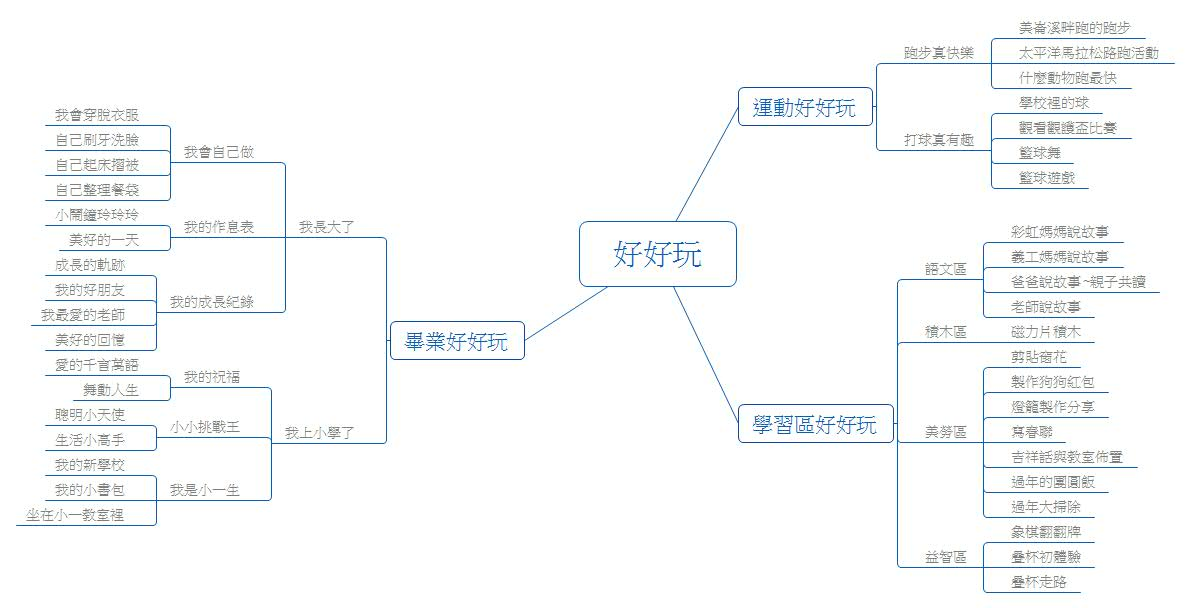 好好玩
運動好好玩
跑步真快樂
美崙溪畔跑的跑步
太平洋馬拉松路跑活動
什麼動物跑最快
打球真有趣
學校裡的球
觀看觀護盃比賽
籃球舞
籃球遊戲
學習區好好玩
語文區
彩虹媽媽說故事
義工媽媽說故事
爸爸說故事~親子共讀
老師說故事
積木區
磁力片積木
美勞區
剪貼窗花
製作狗狗紅包
燈籠製作分享
寫春聯
吉祥話與教室佈置
過年的團圓飯
過年大掃除
益智區
象棋翻翻牌
疊杯初體驗
疊杯走路
畢業好好玩
我長大了
我會自己做
我會穿脫衣服
自己刷牙洗臉
自己起床摺被
自己整理餐袋
我的作息表
小鬧鐘玲玲玲
美好的一天
我的成長紀錄
成長的軌跡
我的好朋友
我最愛的老師
美好的回憶
我上小學了
我的祝福
愛的千言萬語
舞動人生
小小挑戰王
聰明小天使
生活小高手
我是小一生
我的新學校
我的小書包
坐在小一教室裡